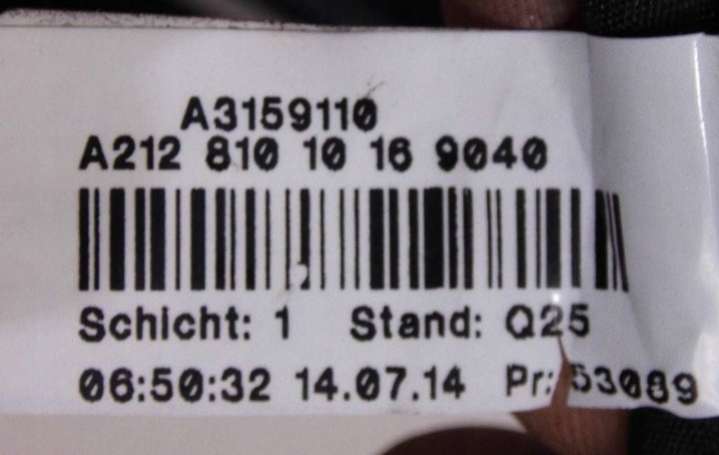 A3159110
A212 810 10 16 9040
Schicht: 1 Stand: Q25
06:50:32 14.07.14 Pr: 53089